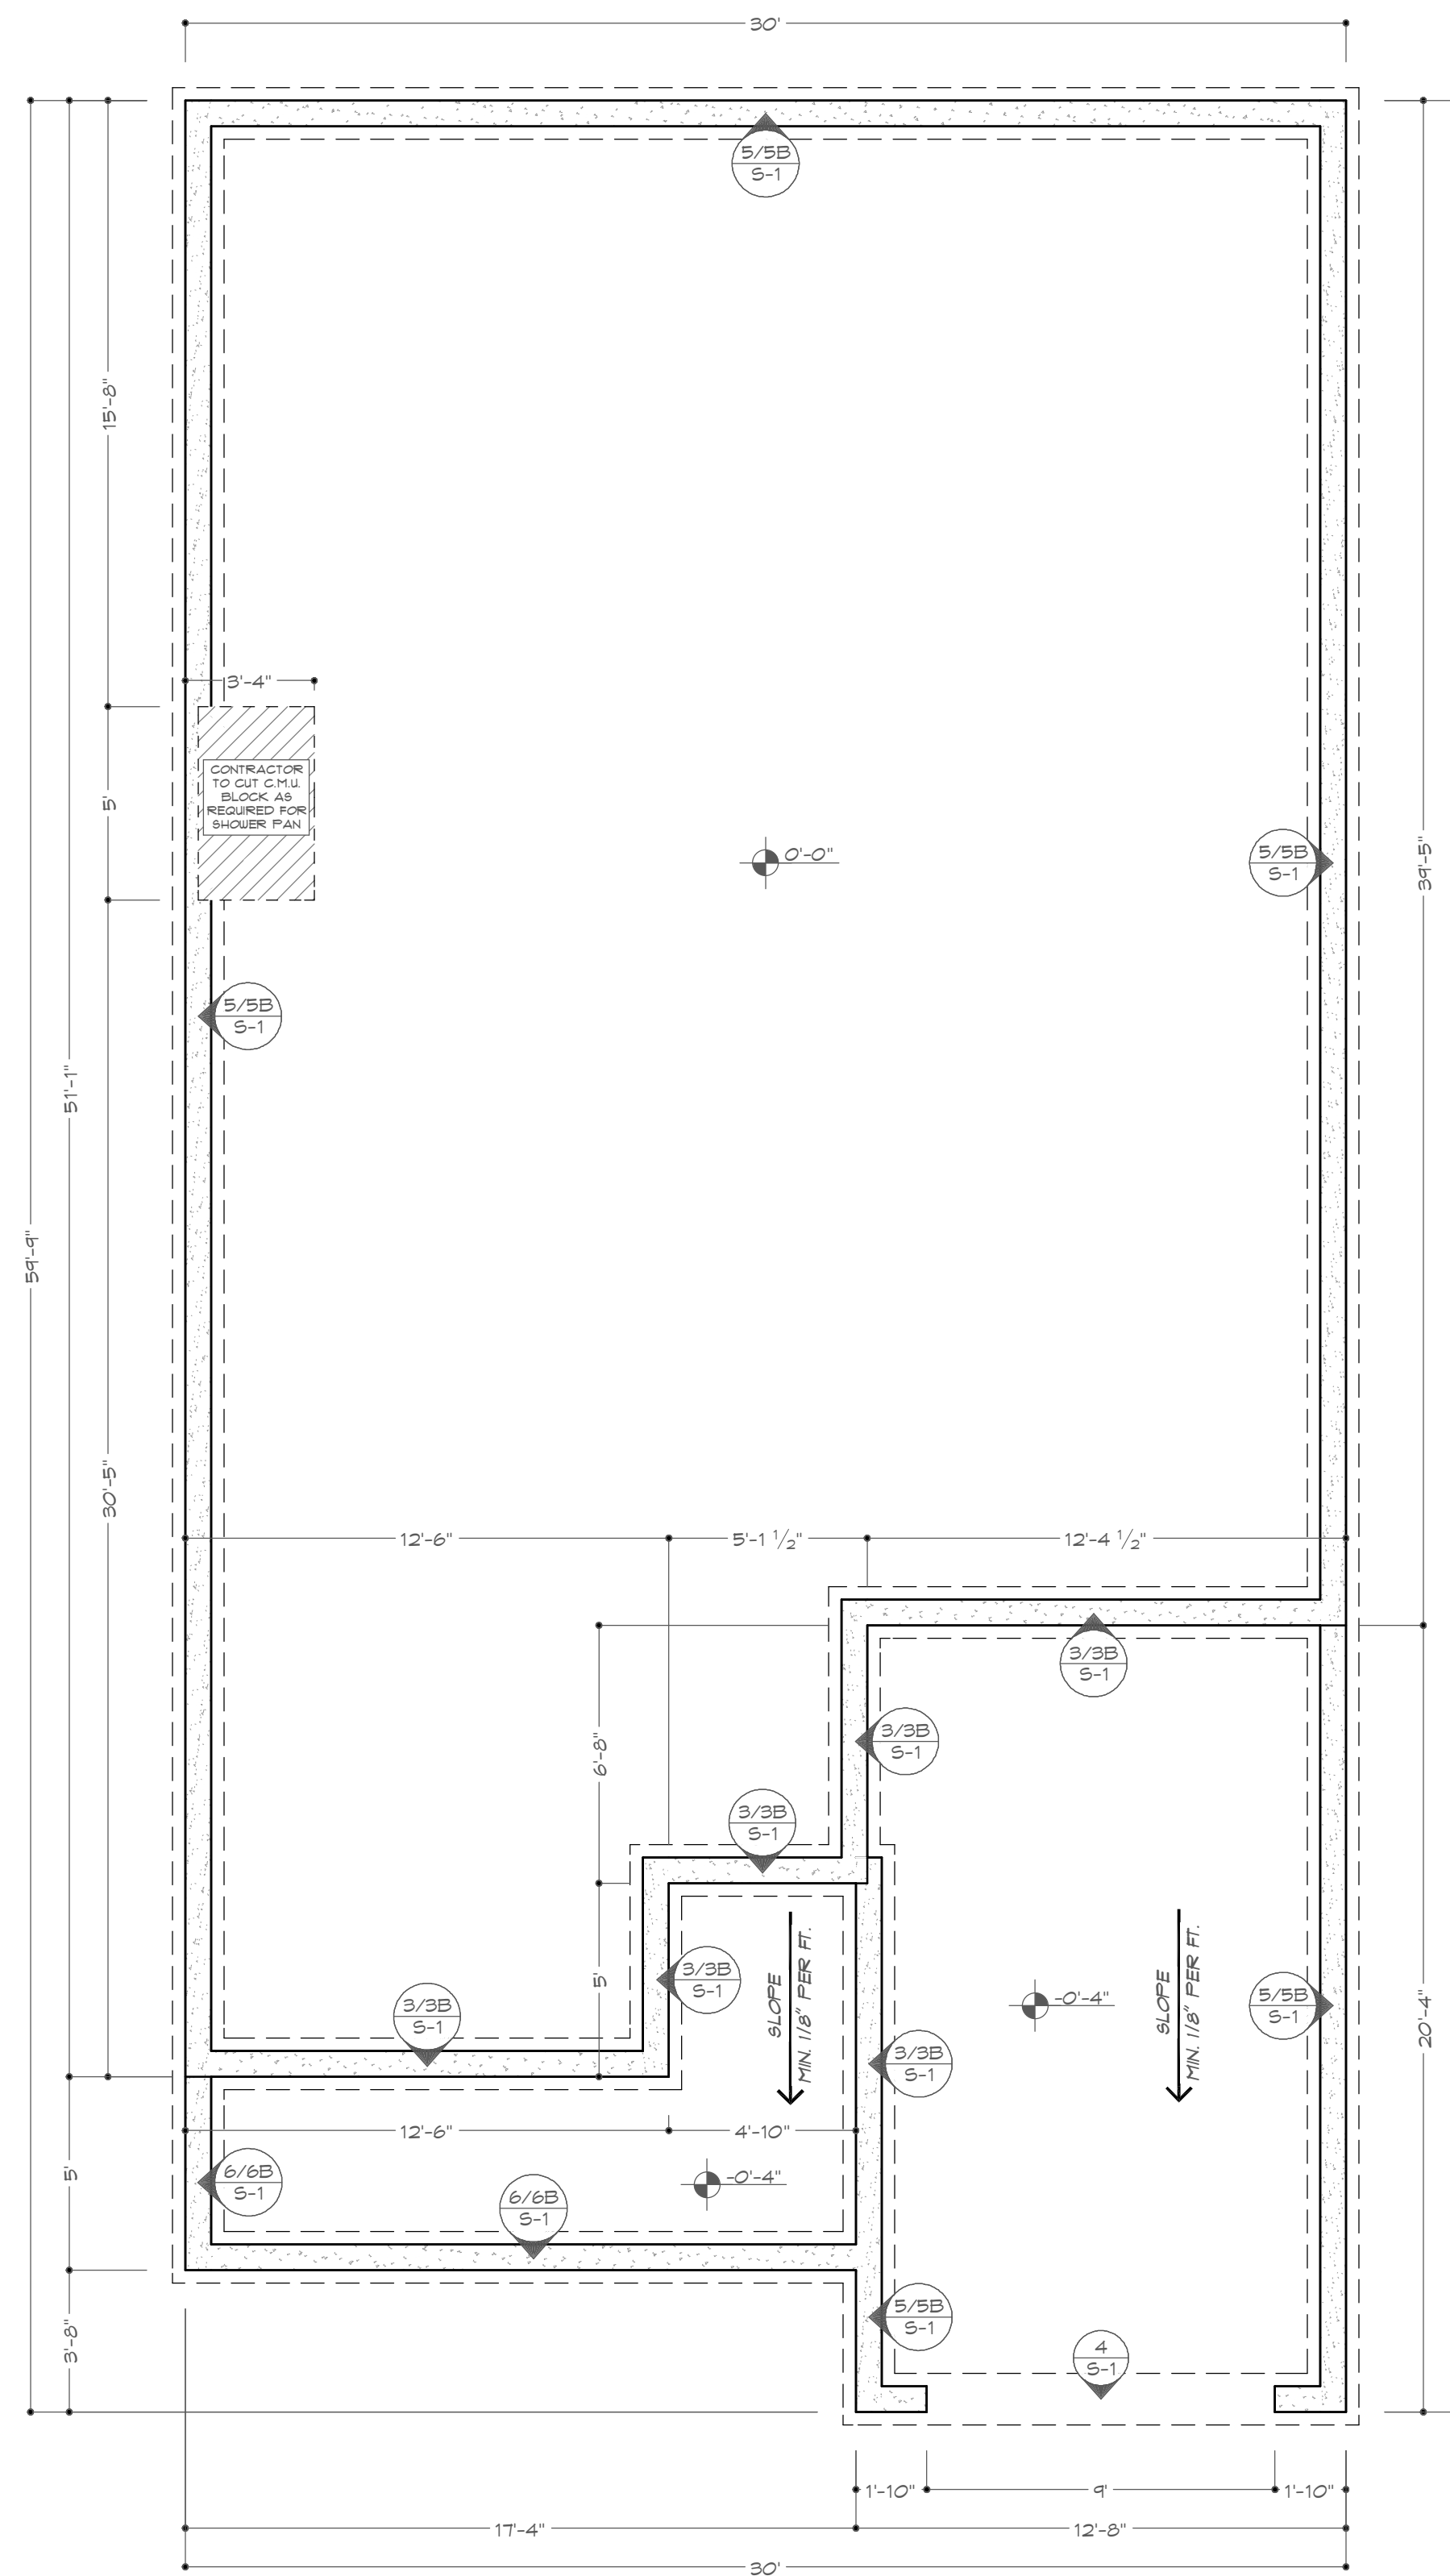 30'
5/5B
S-1
15'-8"
3'-4"
CONTRACTOR
TO CUT C.M.U.
BLOCK AS
REQUIRED FOR
SHOWER PAN
5'
0'-0"
5/5B
S-1
39'-5"
5/5B
S-1
51'-1"
59'-9"
30'-5"
12'-6"
5'-1 1/2"
12'-4 1/2"
3/3B
S-1
3/3B
S-1
6'-8"
3/3B
S-1
5'
3/3B
S-1
3/3B
S-1
SLOPE
MIN. 1/8" PER FT.
-0'-4"
SLOPE
MIN. 1/8" PER FT.
5/5B
S-1
20'-4"
3/3B
S-1
12'-6"
4'-10"
5'
6/6B
S-1
6/6B
S-1
-0'-4"
5/5B
S-1
3'-8"
4
S-1
1'-10"
9'
1'-10"
17'-4"
12'-8"
30'